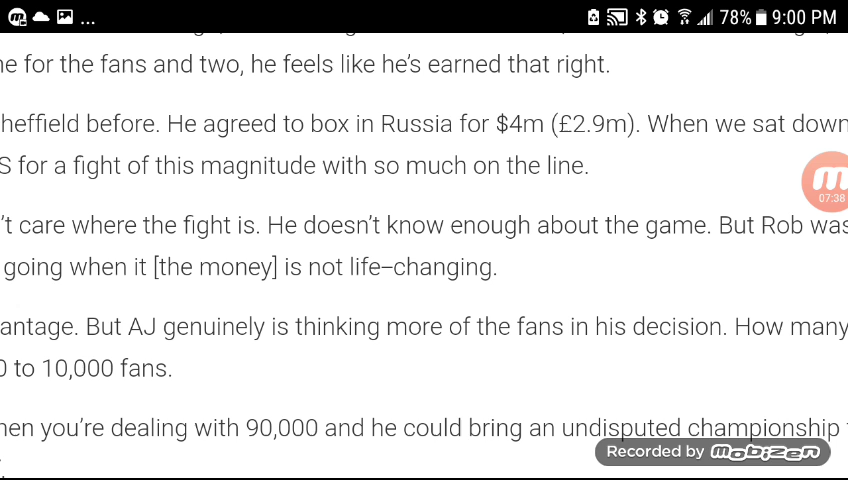 ... 78% 9:00 PM
ne for the fans and two, he feels like he's earned that right.
heffield before. He agreed to box in Russia for $4m (£2.9m). When we sat down
S for a fight of this magnitude with so much on the line.
07:38
't care where the fight is. He doesn't know enough about the game. But Rob was
going when it [the money] is not life–changing.
antage. But AJ genuinely is thinking more of the fans in his decision. How many
0 to 10,000 fans.
hen you're dealing with 90,000 and he could bring an undisputed championship
Recorded by mobizen